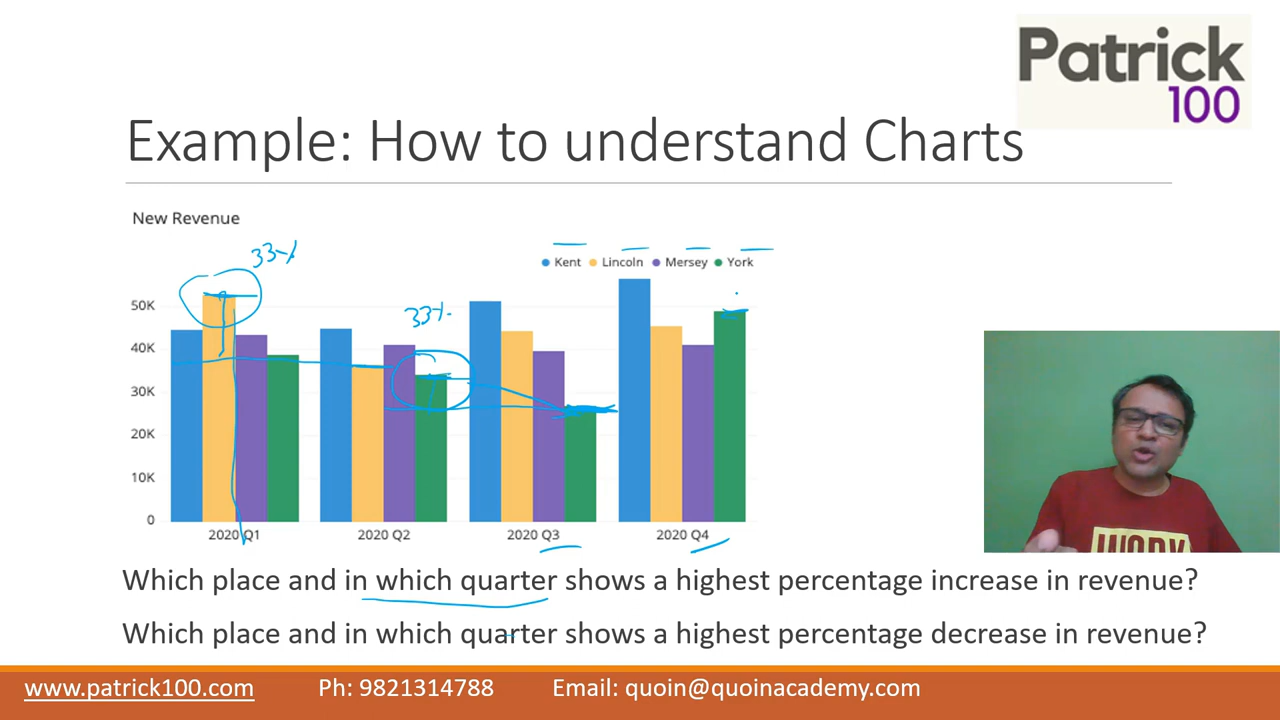 Patrick
100
Example: How to understand Charts
New Revenue
33%
Kent Lincoln Mersey York
33%
50K
40K
30K
20K
10K
0
2020 Q1 2020 Q2 2020 Q3 2020 Q4
Which place and in which quarter shows a highest percentage increase in revenue?
Which place and in which quarter shows a highest percentage decrease in revenue?
www.patrick100.com Ph: 9821314788 Email: quoin@quoinacademy.com